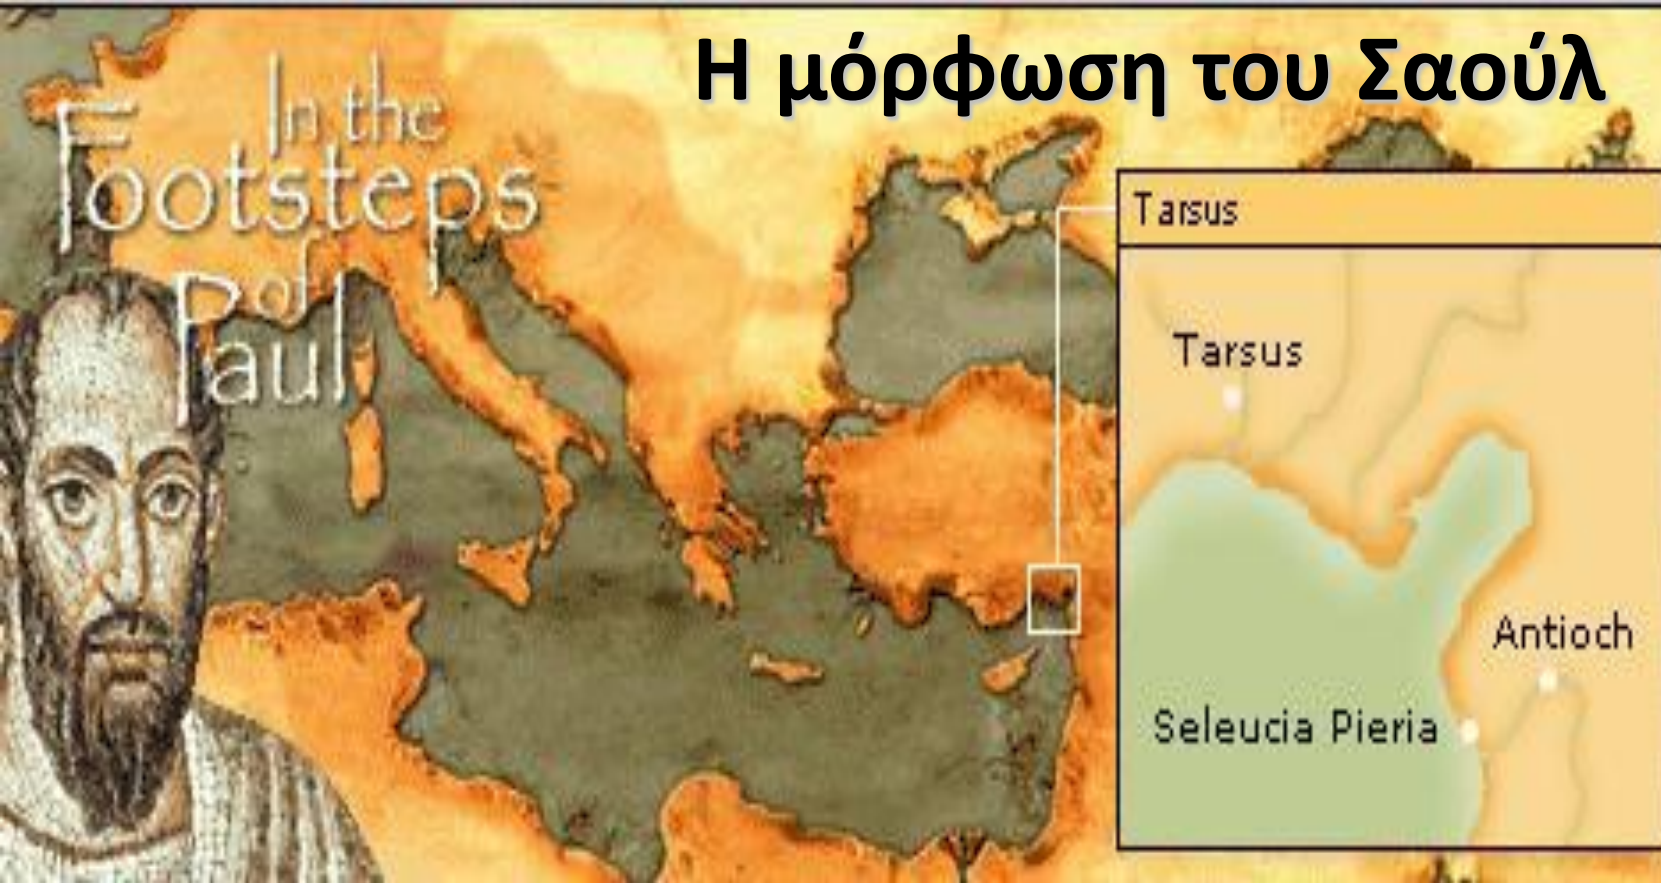 Η μόρφωση του Σαούλ
In the
Footsteps
of
Paul
Tarsus
Tarsus
Antioch
Seleucia Pieria